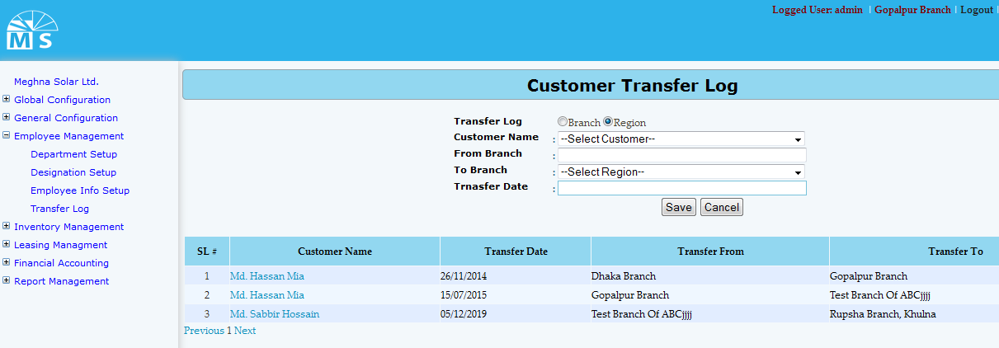 Logged User: admin | Gopalpur Branch | Logout |
MS
Meghna Solar Ltd.
Global Configuration
General Configuration
Employee Management
Department Setup
Designation Setup
Employee Info Setup
Transfer Log
Inventory Management
Leasing Managment
Financial Accounting
Report Management
Customer Transfer Log
Transfer Log Branch Region
Customer Name : --Select Customer--
From Branch :
To Branch : --Select Region--
Trnasfer Date :
Save Cancel
SL # Customer Name Transfer Date Transfer From Transfer To
1 Md. Hassan Mia 26/11/2014 Dhaka Branch Gopalpur Branch
2 Md. Hassan Mia 15/07/2015 Gopalpur Branch Test Branch Of ABCjjjj
3 Md. Sabbir Hossain 05/12/2019 Test Branch Of ABCjjjj Rupsha Branch, Khulna
Previous 1 Next